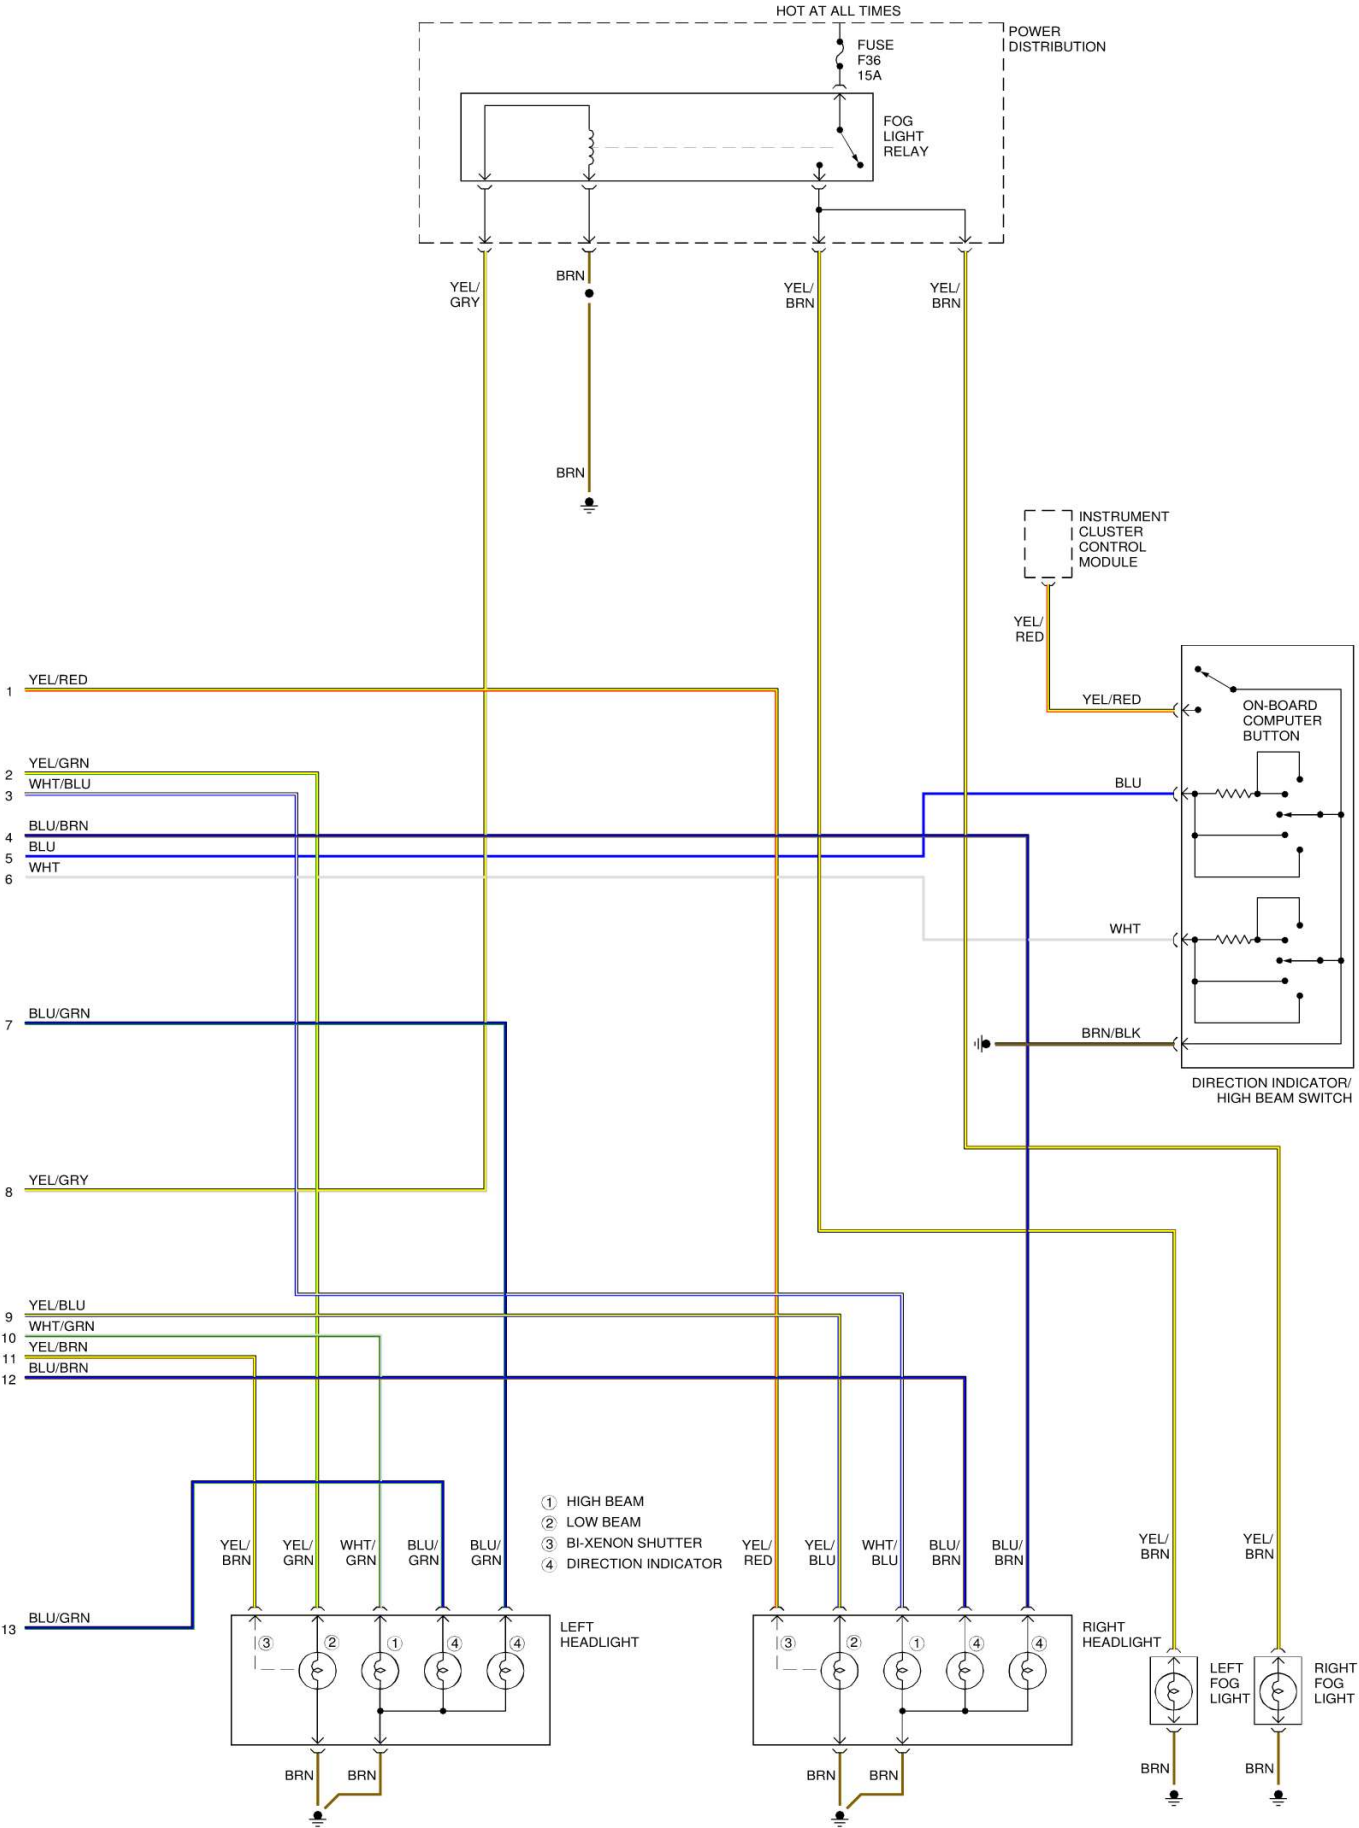 HOT AT ALL TIMES
POWER
DISTRIBUTION
FUSE
F36
15A
FOG
LIGHT
RELAY
YEL/
GRY
BRN
YEL/
BRN
YEL/
BRN
BRN
INSTRUMENT
CLUSTER
CONTROL
MODULE
YEL/
RED
1 YEL/RED
YEL/RED
ON-BOARD
COMPUTER
BUTTON
2 YEL/GRN
3 WHT/BLU
BLU
4 BLU/BRN
5 BLU
6 WHT
WHT
7 BLU/GRN
BRN/BLK
DIRECTION INDICATOR/
HIGH BEAM SWITCH
8 YEL/GRY
9 YEL/BLU
10 WHT/GRN
11 YEL/BRN
12 BLU/BRN
1 HIGH BEAM
2 LOW BEAM
3 BI-XENON SHUTTER
4 DIRECTION INDICATOR
YEL/
BRN
YEL/
GRN
WHT/
GRN
BLU/
GRN
BLU/
GRN
YEL/
RED
YEL/
BLU
WHT/
BLU
BLU/
BRN
BLU/
BRN
YEL/
BRN
YEL/
BRN
13 BLU/GRN
3 2 1 4 4
LEFT
HEADLIGHT
3 2 1 4 4
RIGHT
HEADLIGHT
LEFT
FOG
LIGHT
RIGHT
FOG
LIGHT
BRN BRN
BRN BRN
BRN BRN